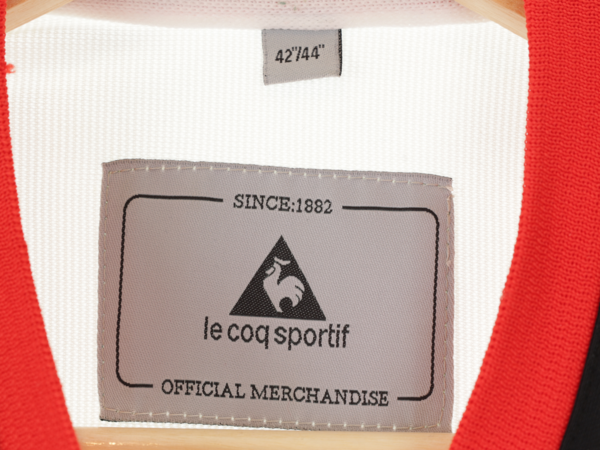 42"/44"
SINCE:1882
le coq sportif
OFFICIAL MERCHANDISE